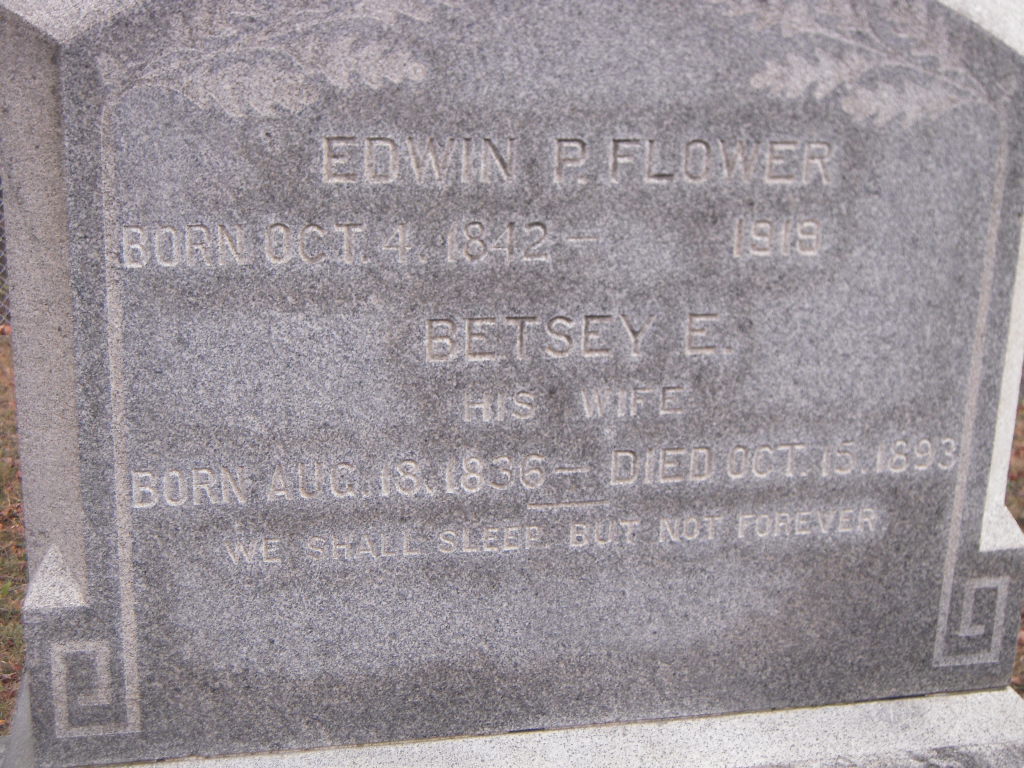 EDWIN P. FLOWER
BORN OCT. 4. 1842 – 1919
BETSEY E.
HIS WIFE
BORN AUG. 18. 1836 – DIED OCT. 15. 1893
WE SHALL SLEEP BUT NOT FOREVER